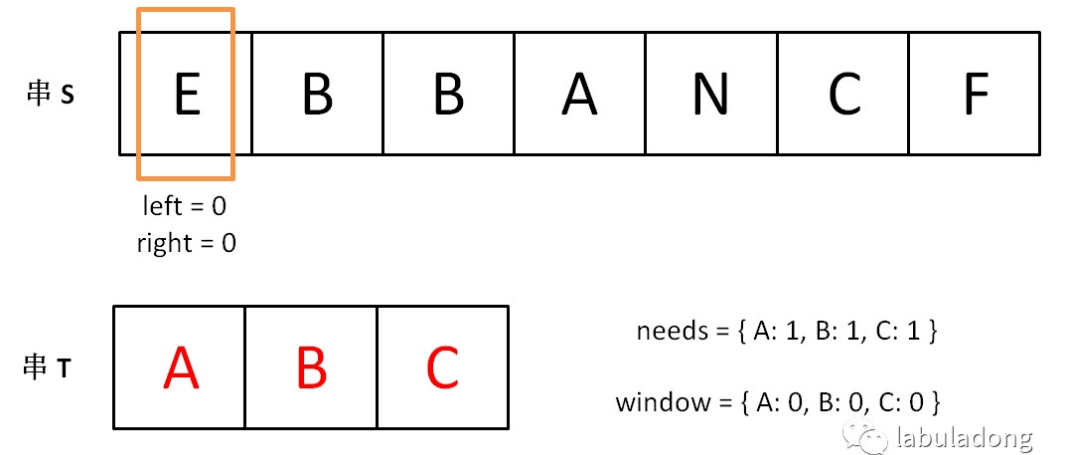 串 S E B B A N C F
left = 0
right = 0
串 T A B C
needs = { A: 1, B: 1, C: 1 }
window = { A: 0, B: 0, C: 0 }
labuladong